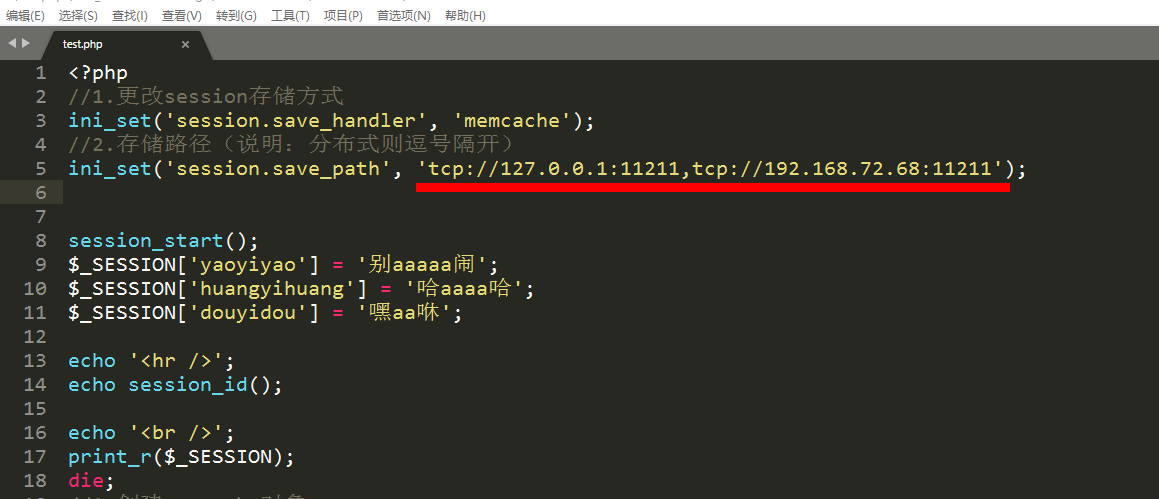 编辑(E) 选择(S) 查找(I) 查看(V) 转到(G) 工具(T) 项目(P) 首选项(N) 帮助(H)
test.php ×
1 <?php
2 //1.更改session存储方式
3 ini_set('session.save_handler', 'memcache');
4 //2.存储路径（说明: 分布式则逗号隔开）
5 ini_set('session.save_path', 'tcp://127.0.0.1:11211,tcp://192.168.72.68:11211');
6
7
8 session_start();
9 $_SESSION['yaoyiyao'] = '别aaaaa闹';
10 $_SESSION['huangyihuang'] = '哈aaaa哈';
11 $_SESSION['douyidou'] = '嘿aa咻';
12
13 echo '<hr />';
14 echo session_id();
15
16 echo '<br />';
17 print_r($_SESSION);
18 die;